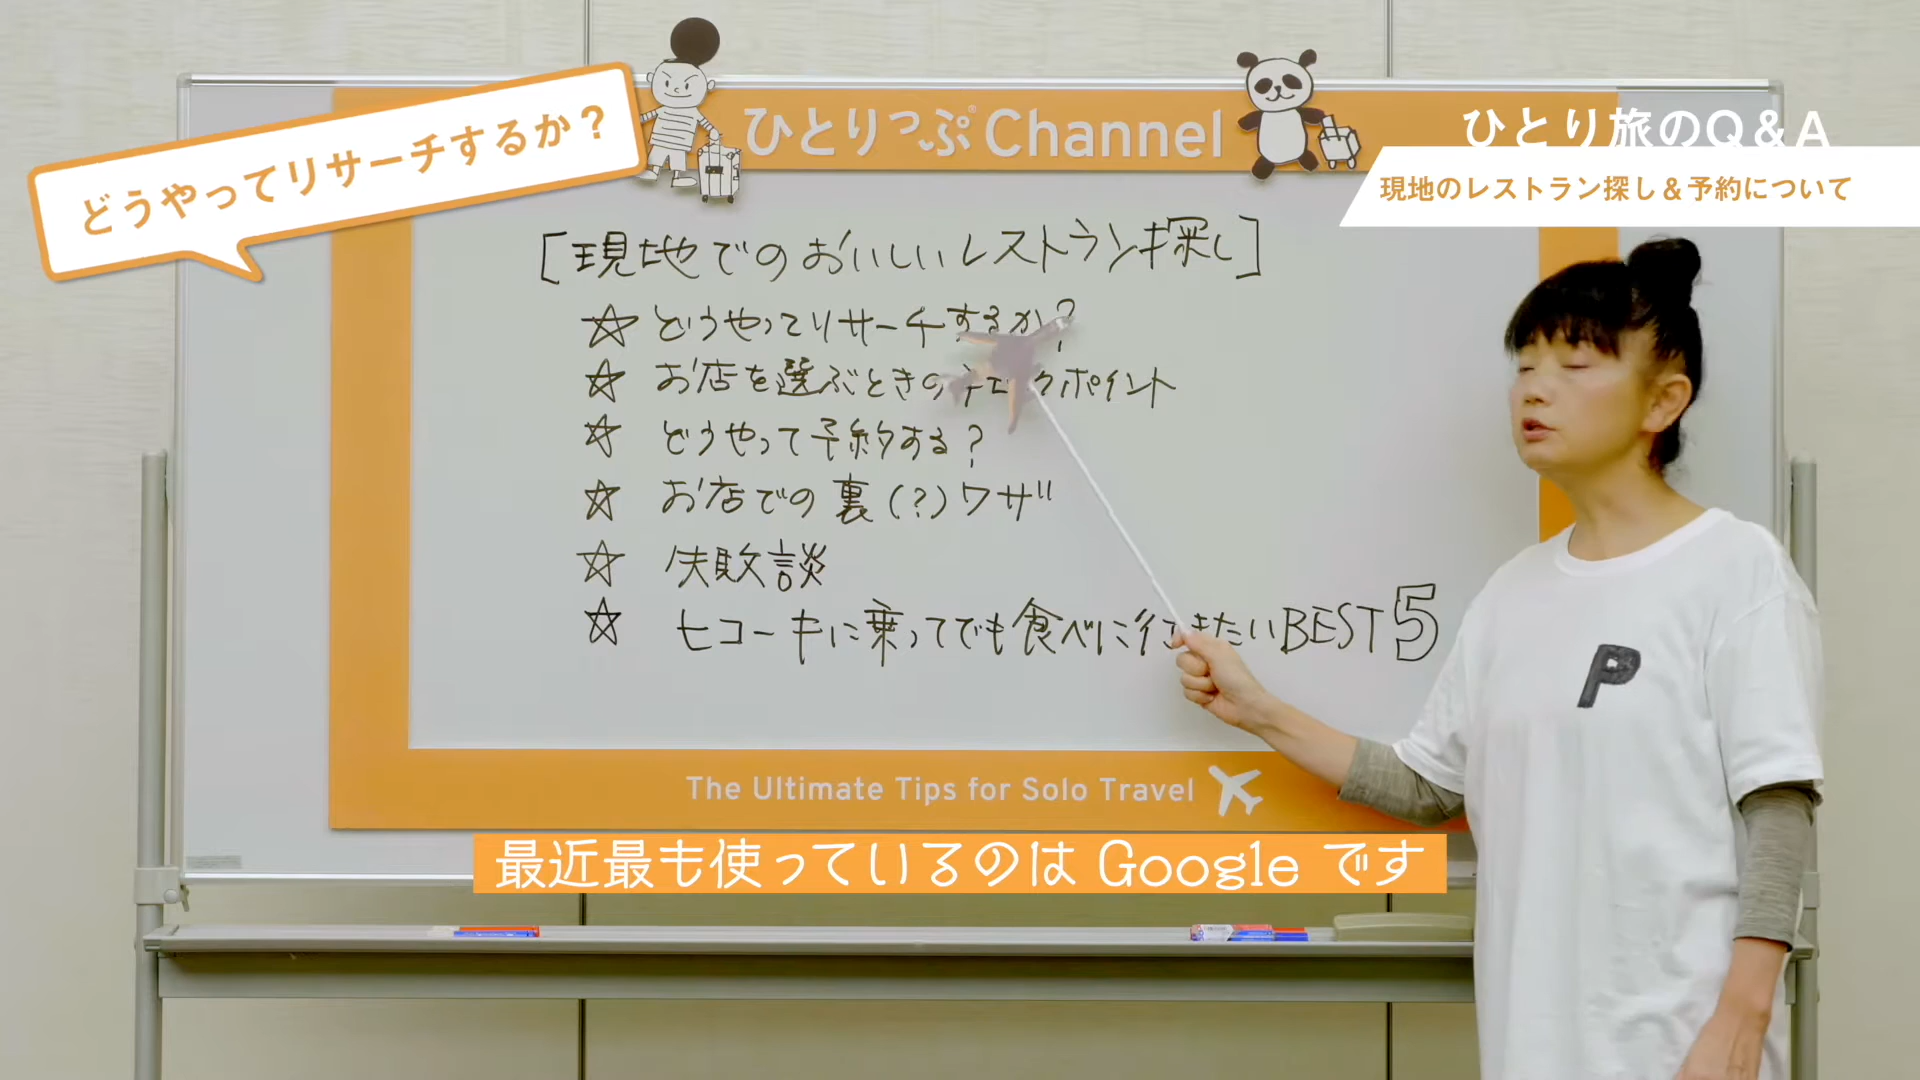 どうやってリサーチするか？
ひとりっぷ® Channel
ひとり旅のQ&A
現地のレストラン探し＆予約について
[現地でのおいしいレストラン探し]
☆ どうやってリサーチするか?
☆ お店を選ぶときのチェックポイント
☆ どうやって予約する?
☆ お店での裏(?)ワザ
☆ 失敗談
☆ ヒコーキに乗ってでも食べに行きたいBEST5
P
The Ultimate Tips for Solo Travel
最近最も使っているのは Google です